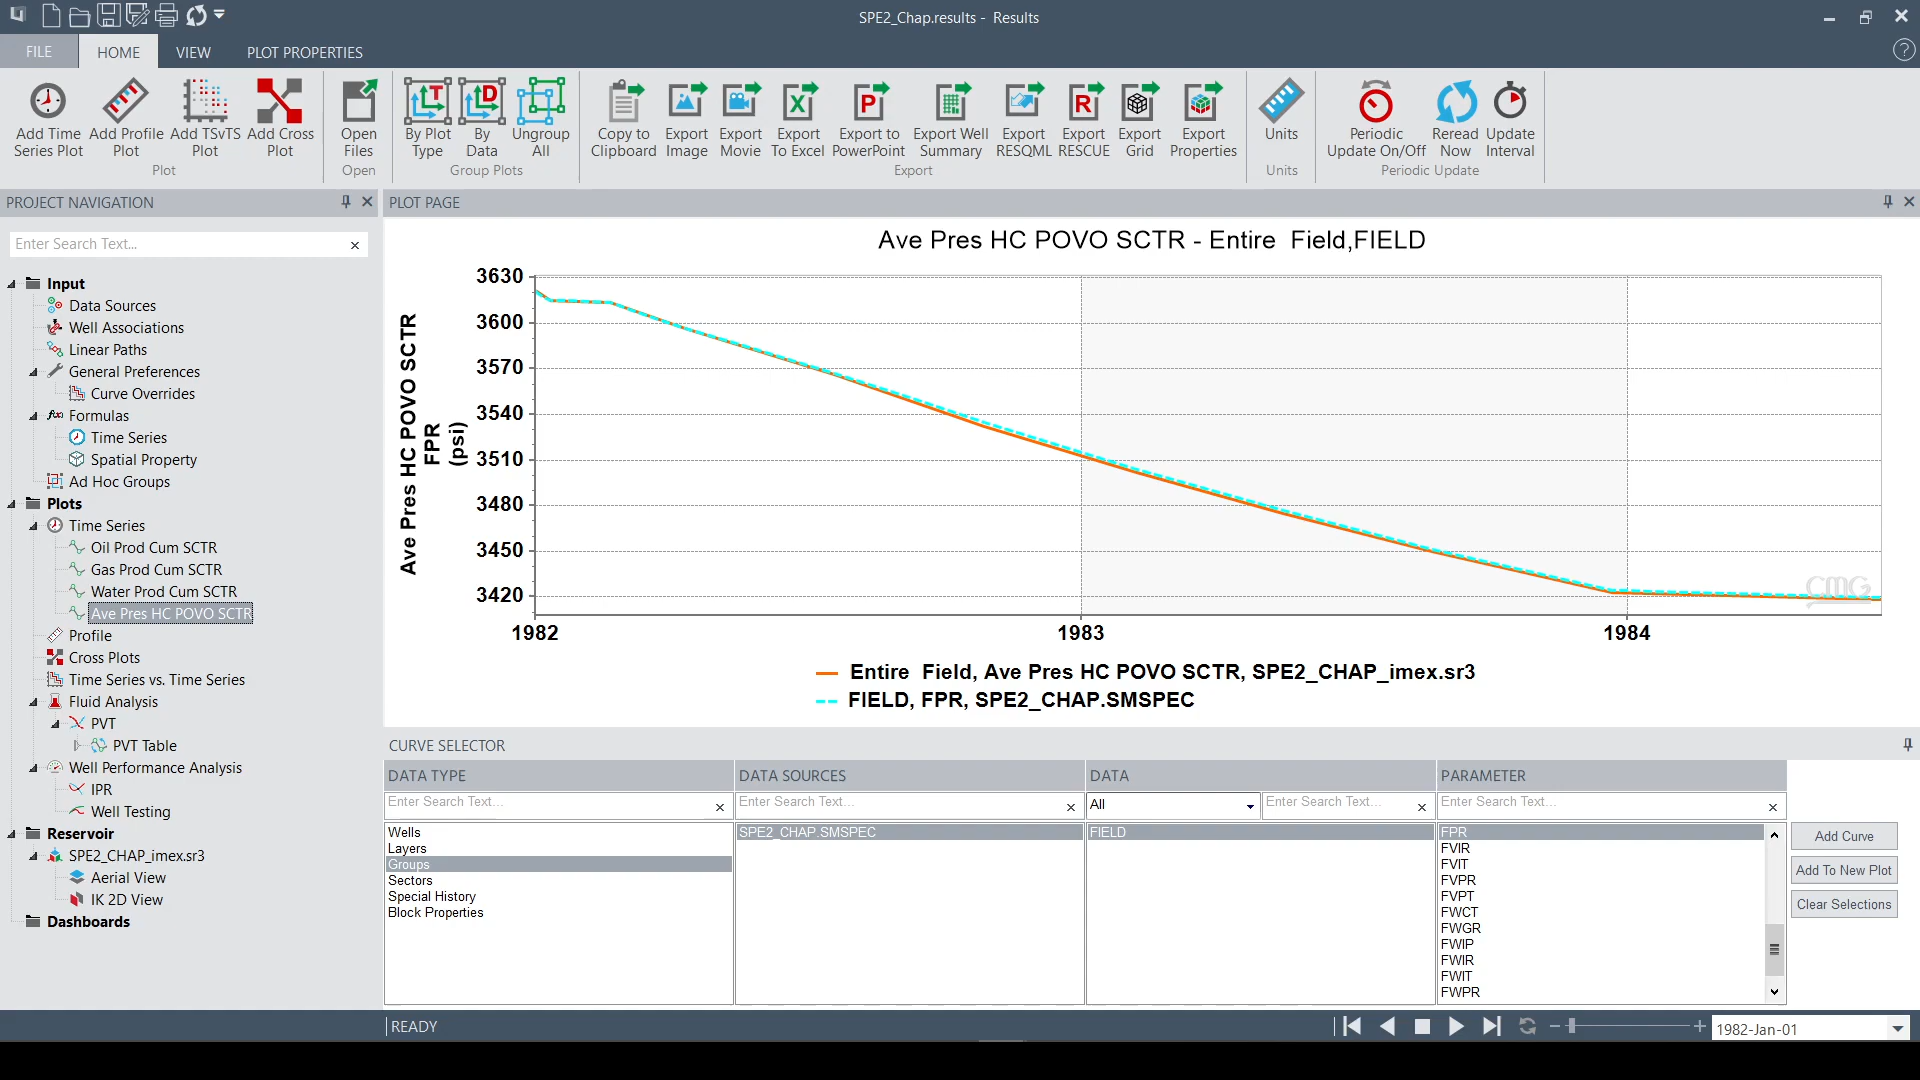 SPE2_Chap.results - Results
FILE HOME VIEW PLOT PROPERTIES
Add Time Series Plot
Add Profile Plot
Add TSvTS Plot
Add Cross Plot
Plot
Open Files
Open
By Plot Type
By Data
Ungroup All
Group Plots
Copy to Clipboard
Export Image
Export Movie
Export To Excel
Export to PowerPoint
Export Well Summary
Export RESQML
Export RESCUE
Export Grid
Export Properties
Export
Units
Units
Periodic Update On/Off
Reread Now
Update Interval
Periodic Update
PROJECT NAVIGATION
Enter Search Text...
Input
Data Sources
Well Associations
Linear Paths
General Preferences
Curve Overrides
Formulas
Time Series
Spatial Property
Ad Hoc Groups
Plots
Time Series
Oil Prod Cum SCTR
Gas Prod Cum SCTR
Water Prod Cum SCTR
Ave Pres HC POVO SCTR
Profile
Cross Plots
Time Series vs. Time Series
Fluid Analysis
PVT
PVT Table
Well Performance Analysis
IPR
Well Testing
Reservoir
SPE2_CHAP_imex.sr3
Aerial View
IK 2D View
Dashboards
PLOT PAGE
Ave Pres HC POVO SCTR - Entire Field,FIELD
Ave Pres HC POVO SCTR
FPR
(psi)
3630
3600
3570
3540
3510
3480
3450
3420
1982 1983 1984
CMG
Entire Field, Ave Pres HC POVO SCTR, SPE2_CHAP_imex.sr3
FIELD, FPR, SPE2_CHAP.SMSPEC
CURVE SELECTOR
DATA TYPE
Enter Search Text...
Wells
Layers
Groups
Sectors
Special History
Block Properties
DATA SOURCES
Enter Search Text...
SPE2_CHAP.SMSPEC
DATA
All
Enter Search Text...
FIELD
PARAMETER
Enter Search Text...
FPR
FVIR
FVIT
FVPR
FVPT
FWCT
FWGR
FWIP
FWIR
FWIT
FWPR
Add Curve
Add To New Plot
Clear Selections
READY
1982-Jan-01